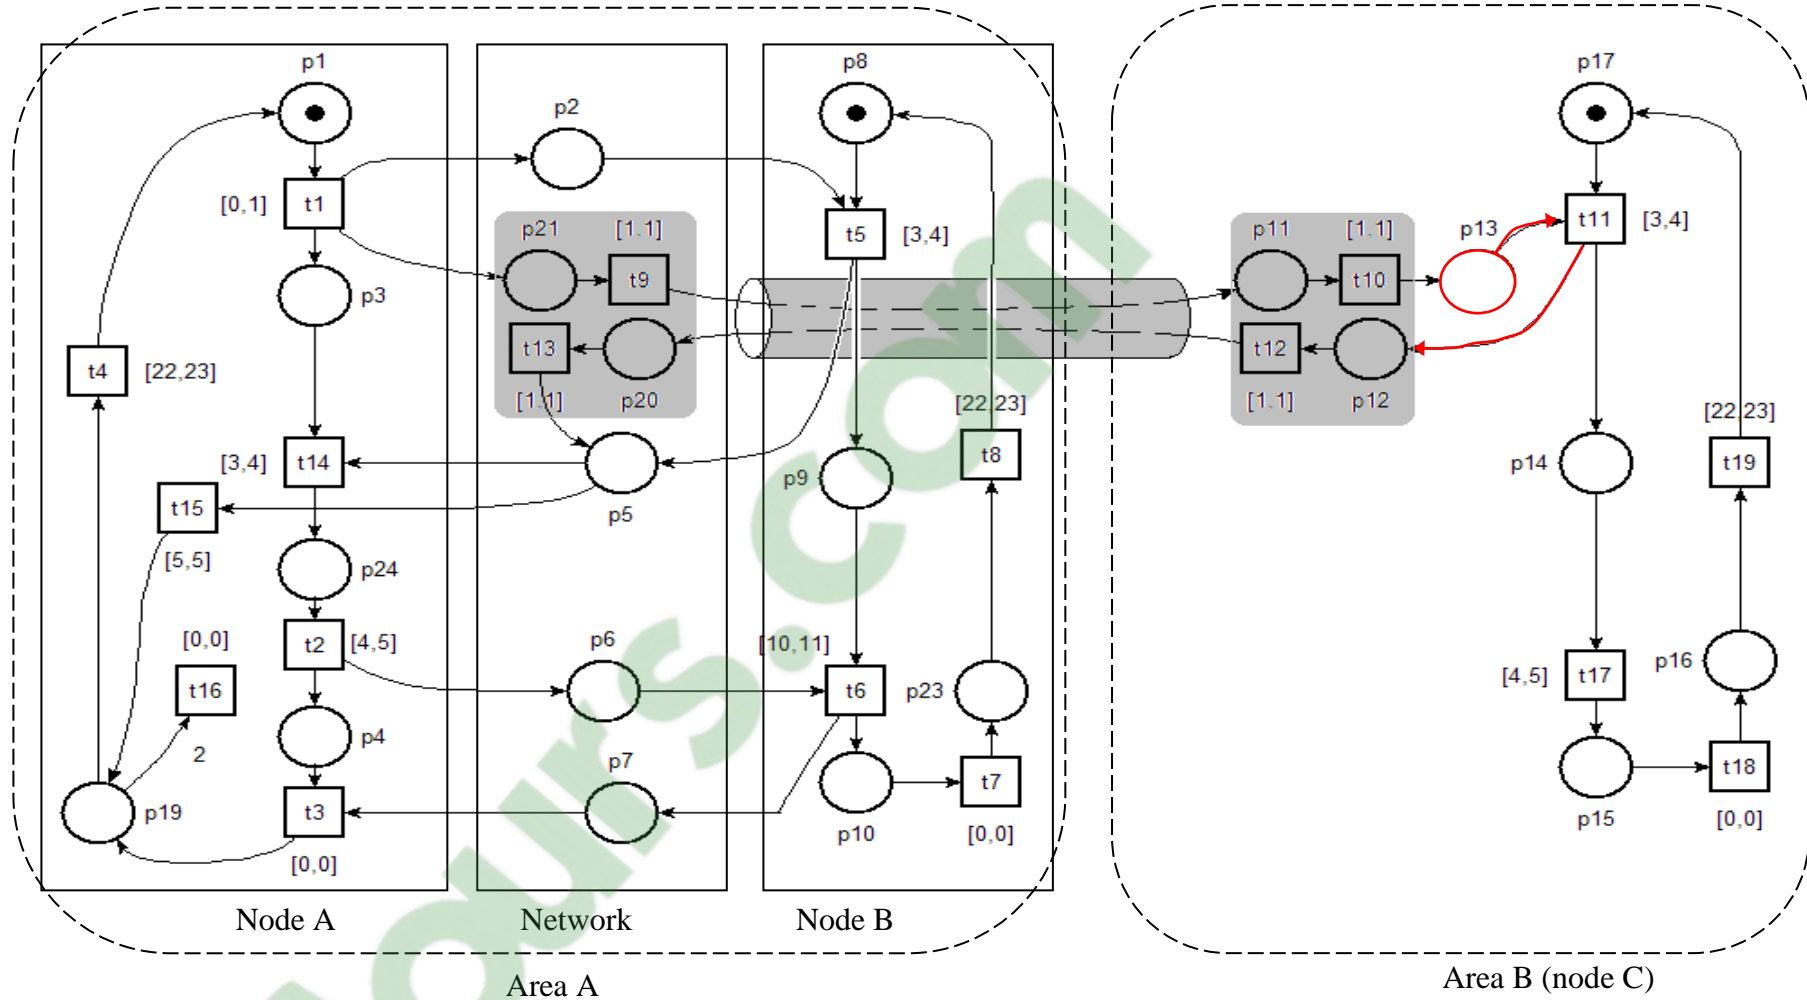 p1
p8
p17
p2
[0,1]
t1
p21
[1.1]
t5
[3,4]
p11
[1.1]
p13
t11
[3,4]
p3
t9
t10
t4
[22,23]
t13
t12
[1.1]
p20
[1.1]
p12
[22,23]
[22,23]
[3,4]
t14
t8
p14
t19
t15
p9
p5
[5,5]
p24
[0,0]
t2
[4,5]
p6
[10,11]
t16
t6
p23
[4,5]
t17
p16
2
p4
p7
p19
t3
p10
t7
p15
t18
[0,0]
[0,0]
[0,0]
Node A
Network
Node B
Area A
Area B (node C)
ours.com